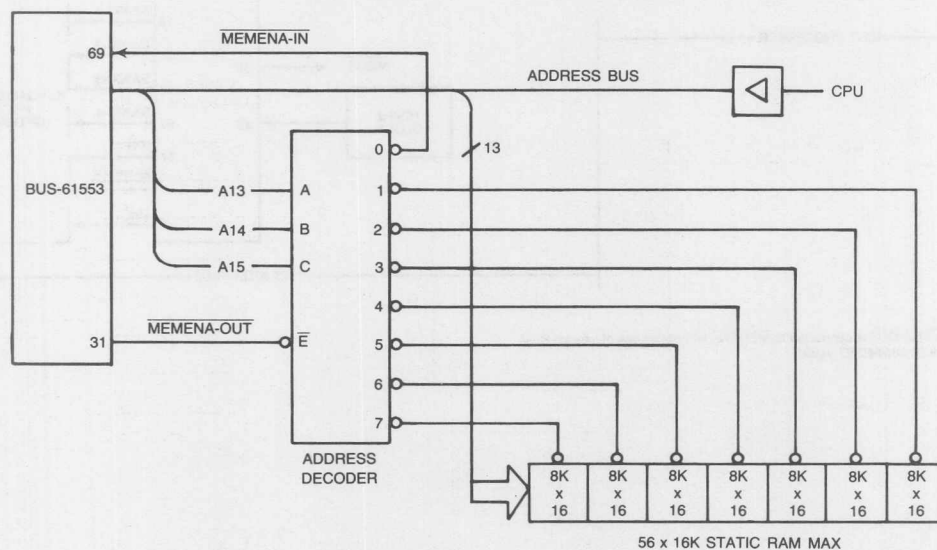 69
MEMENA-IN
ADDRESS BUS
CPU
0
13
BUS-61553
A13
A
1
A14
B
2
A15
C
3
4
MEMENA-OUT
31
E
5
6
7
ADDRESS
DECODER
8K
x
16
8K
x
16
8K
x
16
8K
x
16
8K
x
16
8K
x
16
8K
x
16
56 x 16K STATIC RAM MAX